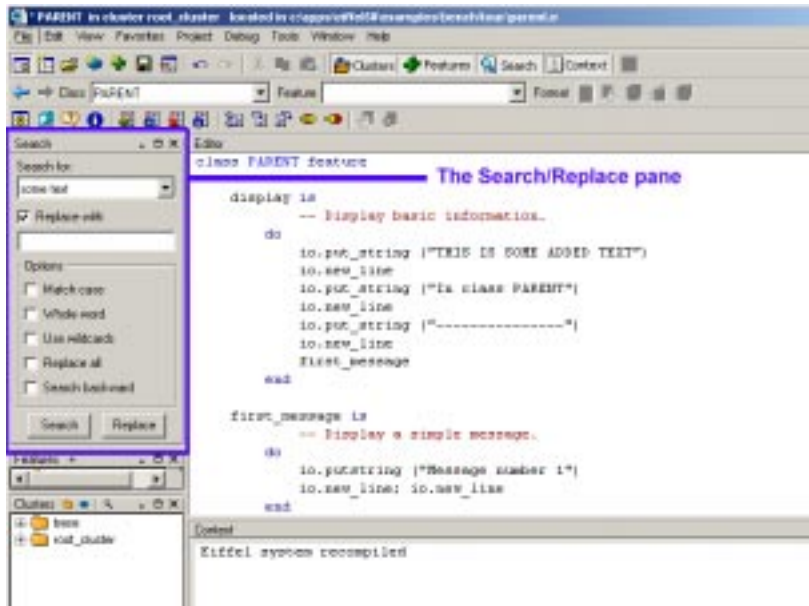 * PARENT in cluster root_cluster located in c:\apps\eiffel5\examples\bench\tour\parent.e
File Edit View Favorites Project Debug Tools Window Help
Clusters Features Search Context
Class PARENT Feature Format
Search
Editor
Search for:
some text
Replace with:
Options
Match case
Whole word
Use wildcards
Replace all
Search backward
Search Replace
Features
Clusters
base
root_cluster
class PARENT feature
The Search/Replace pane
display is
-- Display basic information.
do
io.put_string ("THIS IS SOME ADDED TEXT")
io.new_line
io.put_string ("In class PARENT")
io.new_line
io.put_string ("----------------")
io.new_line
first_message
end
first_message is
-- Display a simple message.
do
io.putstring ("Message number 1")
io.new_line; io.new_line
end
Context
Eiffel system recompiled